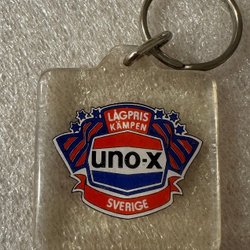 LÅGPRIS
KÄMPEN
uno-x
SVERIGE